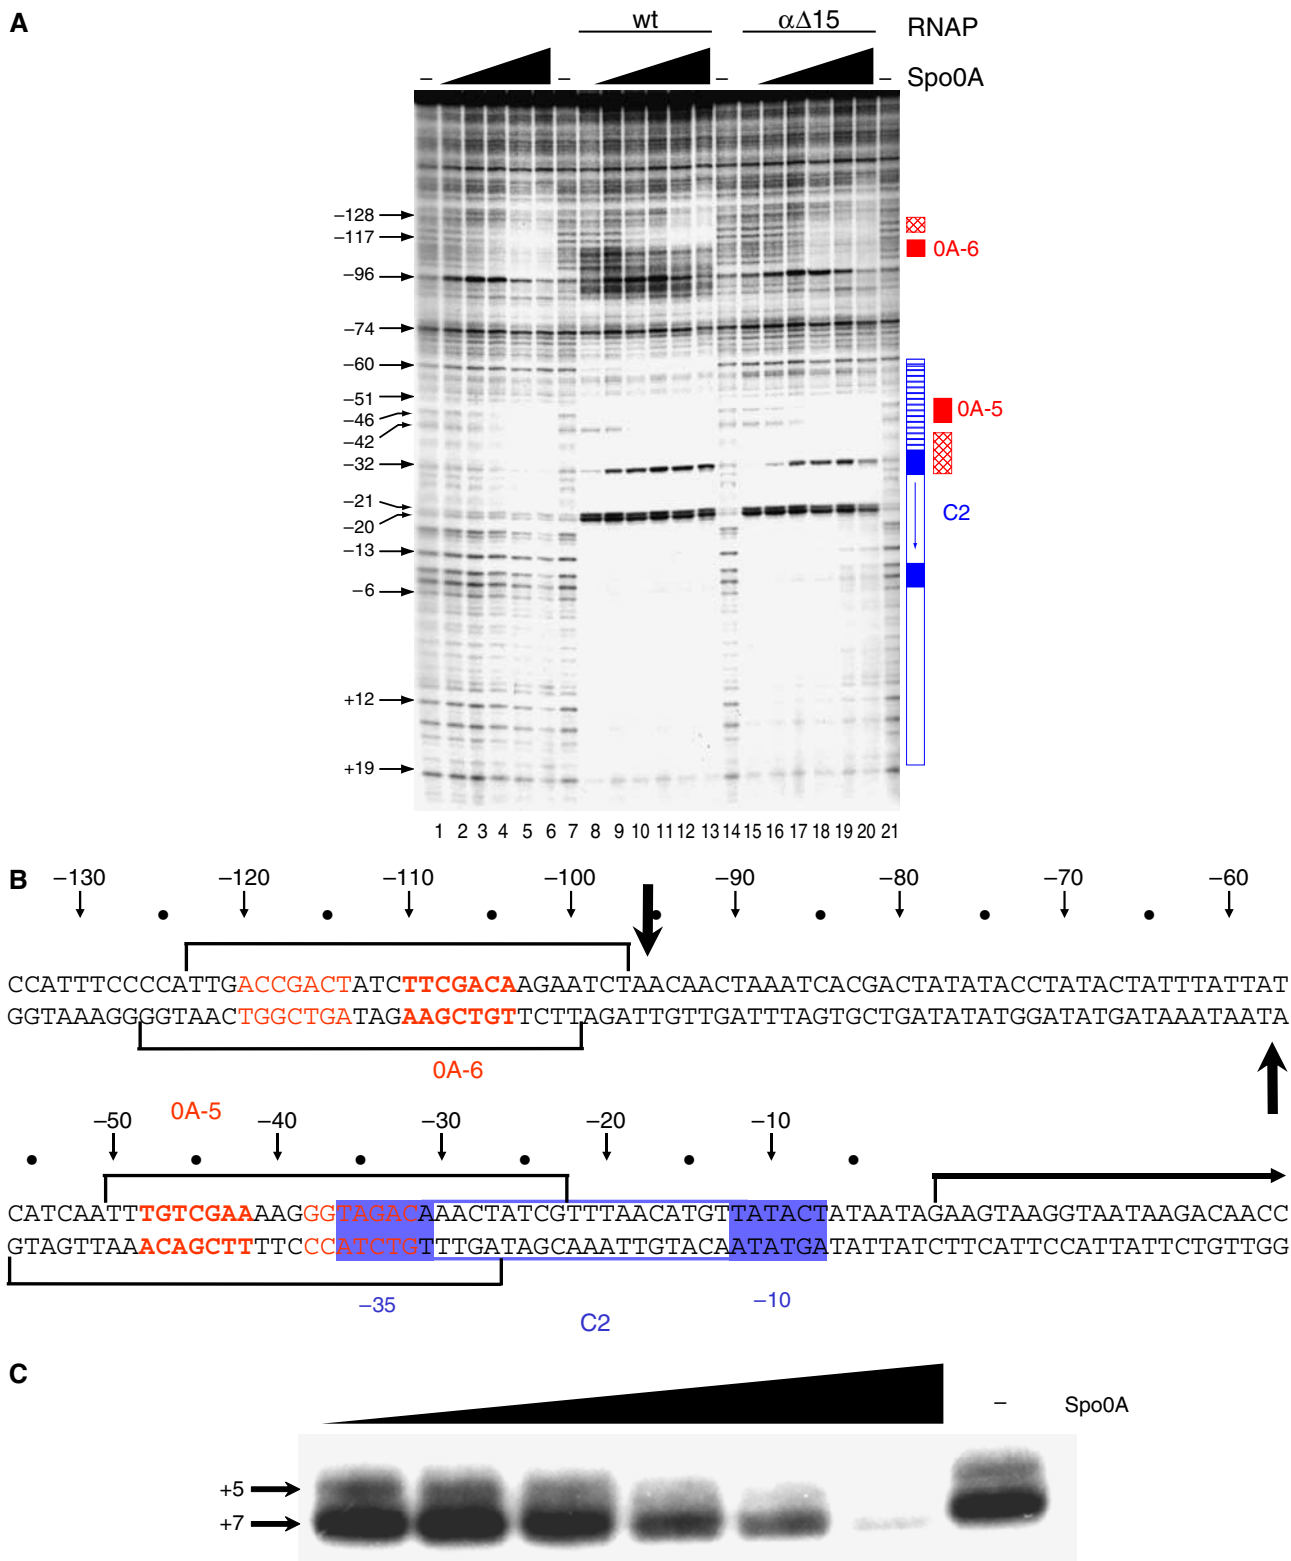 A
wt
αΔ15
RNAP
–
–
–
–
Spo0A
–128
–117
–96
–74
–60
–51
–46
–42
–32
–21
–20
–13
–6
+12
+19
0A-6
0A-5
C2
1 2 3 4 5 6 7 8 9 10 11 12 13 14 15 16 17 18 19 20 21
B
–130 –120 –110 –100 –90 –80 –70 –60
CCATTTCCCCATTGACCGACTATCTTCGACAAGAATCTAACAACTAAATCACGACTATATACCTATACTATTTATTAT
GGTAAAGGGGTAACTGGCTGATAGAAGCTGTTCTTAGATTGTTGATTTAGTGCTGATATATGGATATGATAAATAATA
0A-6
0A-5
–50 –40 –30 –20 –10
CATCAATTTGTCGAAAAGGGTAGACAAACTATCGTTTAACATGTTATACTATAATAGAAGTAAGGTAATAAGACAACC
GTAGTTAAACAGCTTTTCCCATCTGTTTGATAGCAAATTGTACAATATGATATTATCTTCATTCCATTATTCTGTTGG
–35
–10
C2
C
–
Spo0A
+5
+7